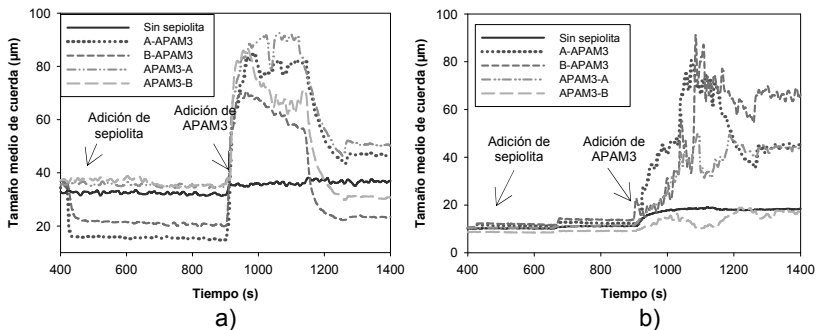 Tamaño medio de cuerda (µm)
100
80
60
40
20
Sin sepiolita
A-APAM3
B-APAM3
APAM3-A
APAM3-B
Adición de
sepiolita
Adición de
APAM3
400 600 800 1000 1200 1400
Tiempo (s)
a)
Tamaño medio de cuerda (µm)
100
80
60
40
20
0
Sin sepiolita
A-APAM3
B-APAM3
APAM3-A
APAM3-B
Adición de
sepiolita
Adición de
APAM3
400 600 800 1000 1200 1400
Tiempo (s)
b)